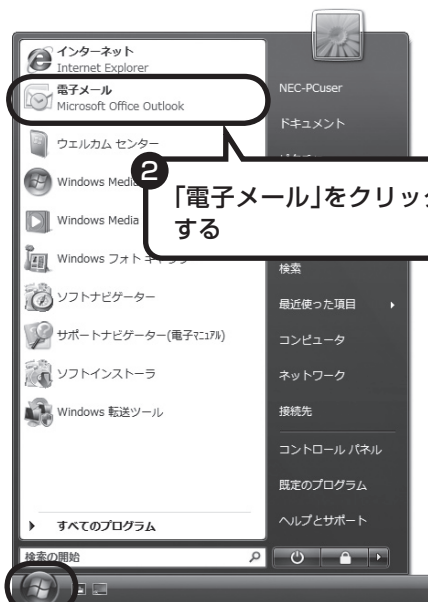 インターネット
Internet Explorer
電子メール
Microsoft Office Outlook
ウェルカム センター
Windows Media
Windows フォト
ソフトナビゲーター
サポートナビゲーター(電子マニュアル)
ソフトインストーラ
Windows 転送ツール
すべてのプログラム
検索の開始
NEC-PCuser
ドキュメント
2
「電子メール」をクリック
する
検索
最近使った項目
コンピュータ
ネットワーク
接続先
コントロール パネル
既定のプログラム
ヘルプとサポート